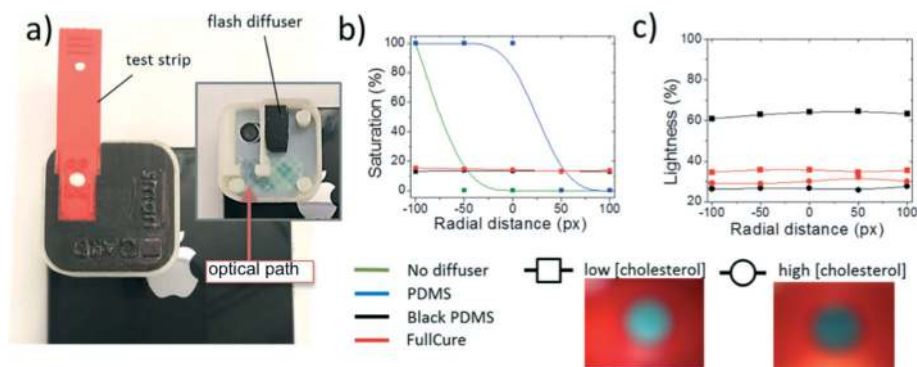 a)
flash diffuser
test strip
optical path
b)
Saturation (%)
100
80
60
40
20
0
-100
-50
0
50
100
Radial distance (px)
c)
Lightness (%)
100
80
60
40
20
-100
-50
0
50
100
Radial distance (px)
No diffuser
PDMS
Black PDMS
FullCure
low [cholesterol]
high [cholesterol]